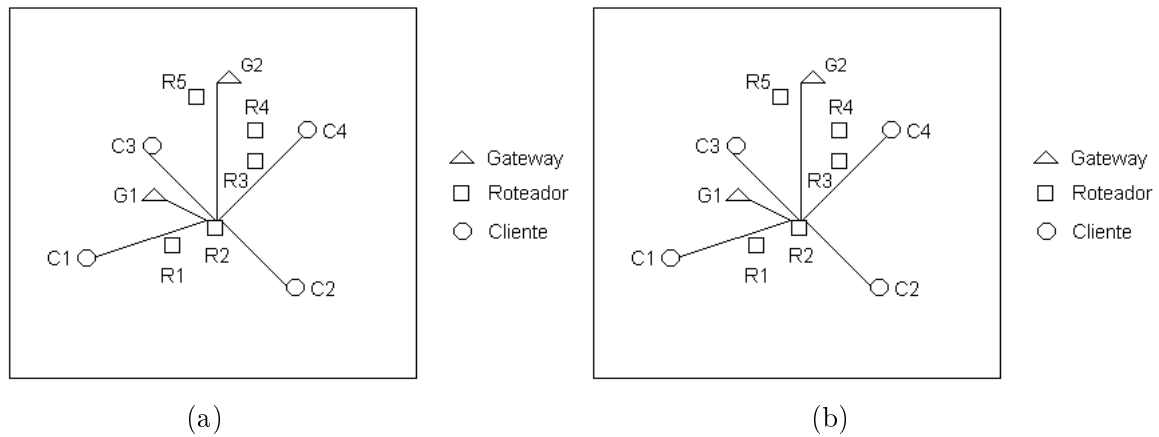 G2
R5
R4
C4
C3
R3
G1
C1
R2
R1
C2
Gateway
Roteador
Cliente
(a)
G2
R5
R4
C4
C3
R3
G1
C1
R2
R1
C2
Gateway
Roteador
Cliente
(b)